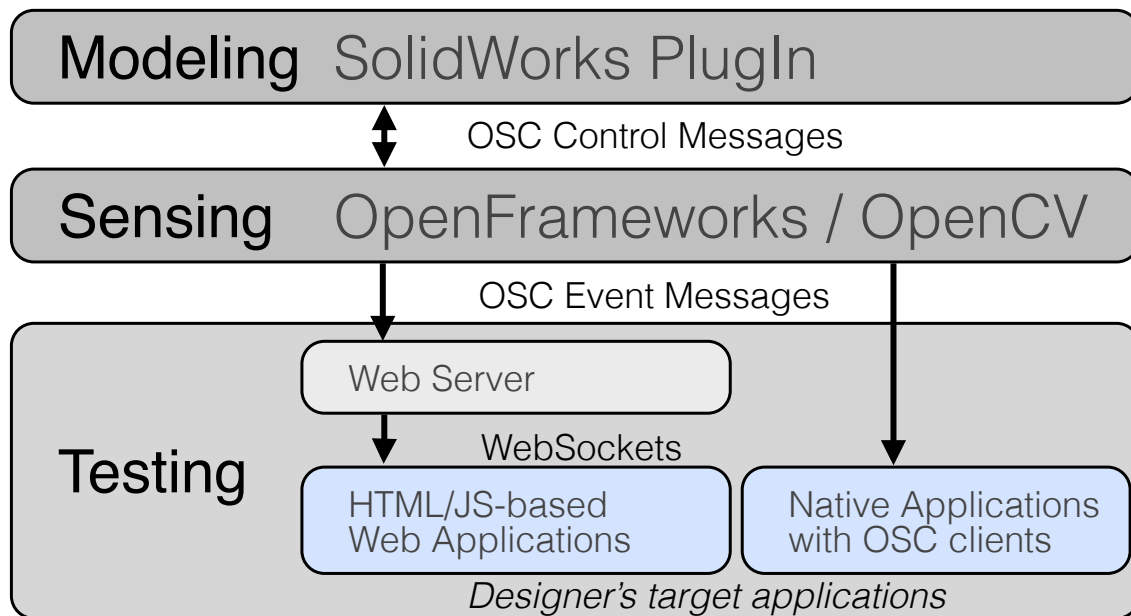 Modeling SolidWorks PlugIn
OSC Control Messages
Sensing OpenFrameworks / OpenCV
OSC Event Messages
Web Server
WebSockets
Testing
HTML/JS-based
Web Applications
Native Applications
with OSC clients
Designer's target applications